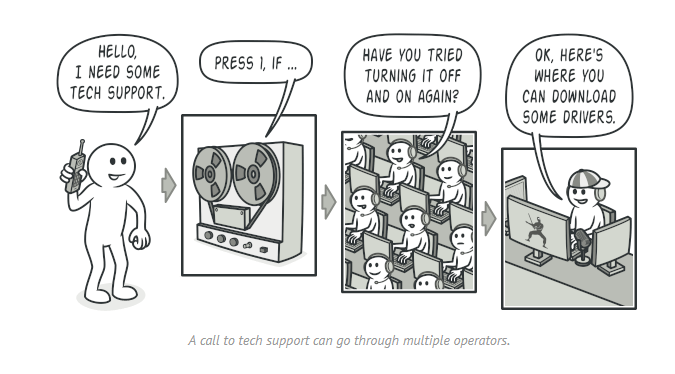 HELLO,
I NEED SOME
TECH SUPPORT.
PRESS 1, IF ...
HAVE YOU TRIED
TURNING IT OFF
AND ON AGAIN?
OK, HERE'S
WHERE YOU
CAN DOWNLOAD
SOME DRIVERS.
A call to tech support can go through multiple operators.